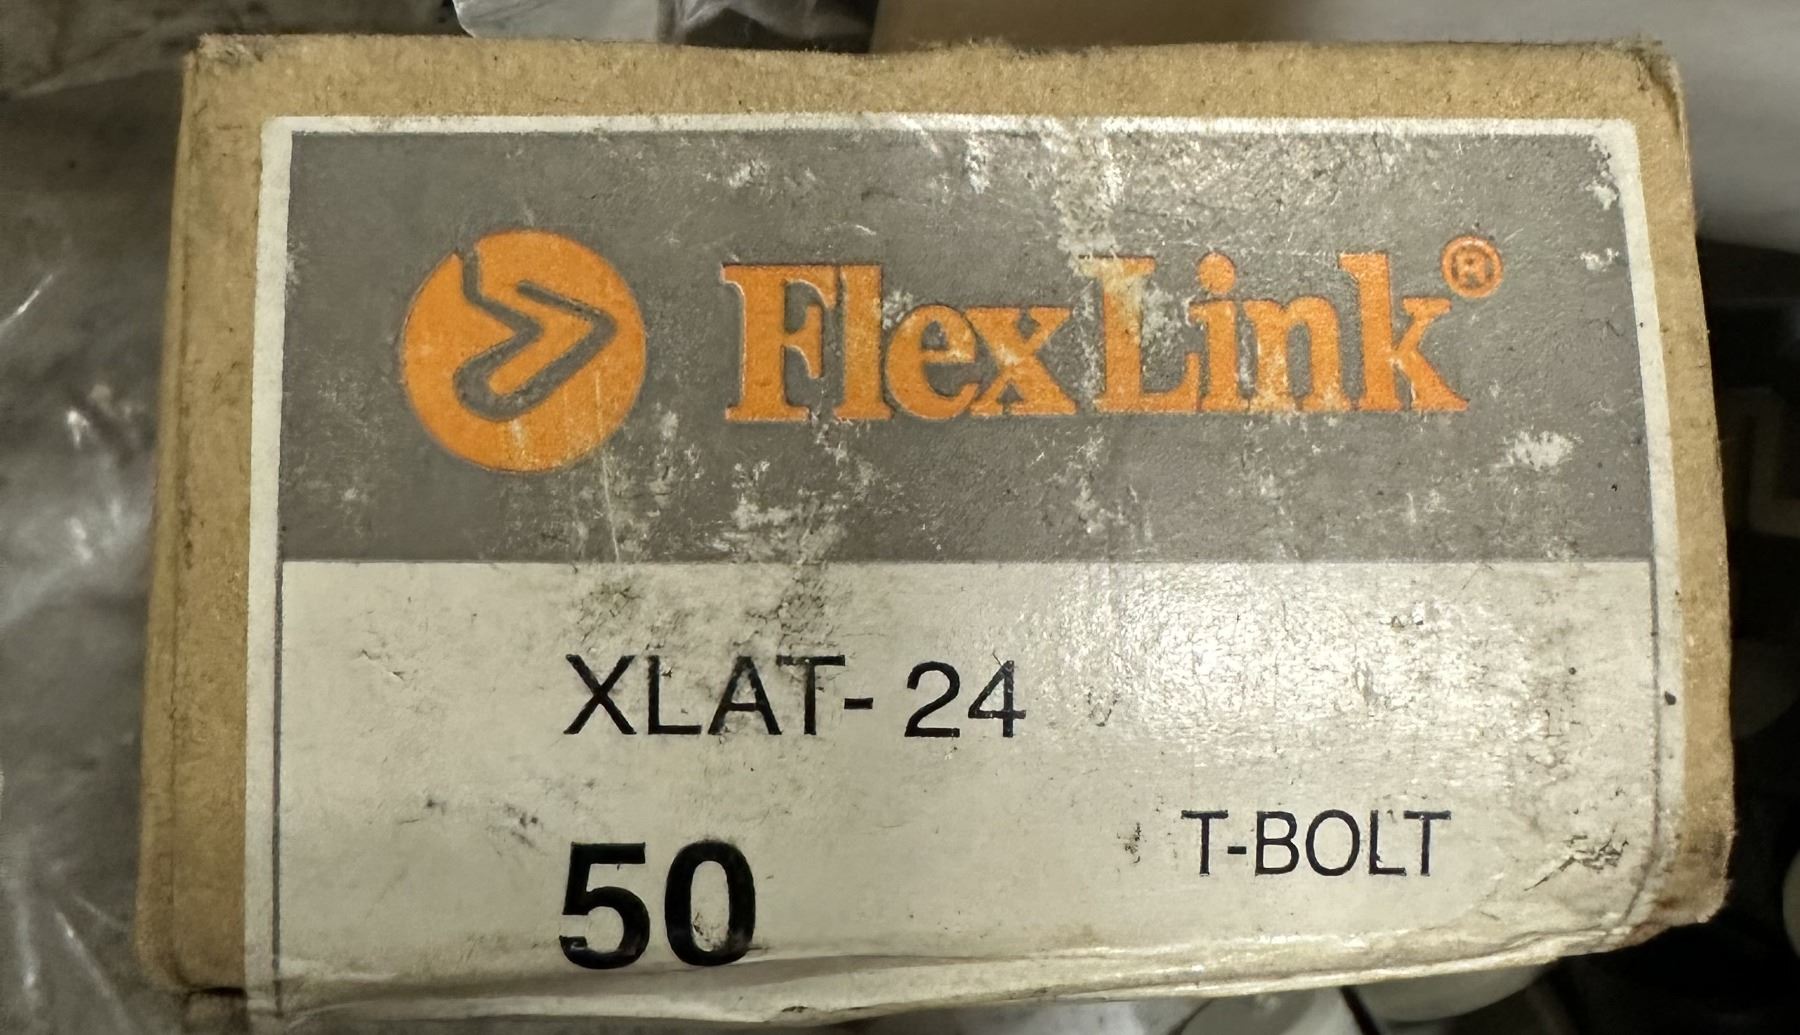 FlexLink®
XLAT- 24
T-BOLT
50